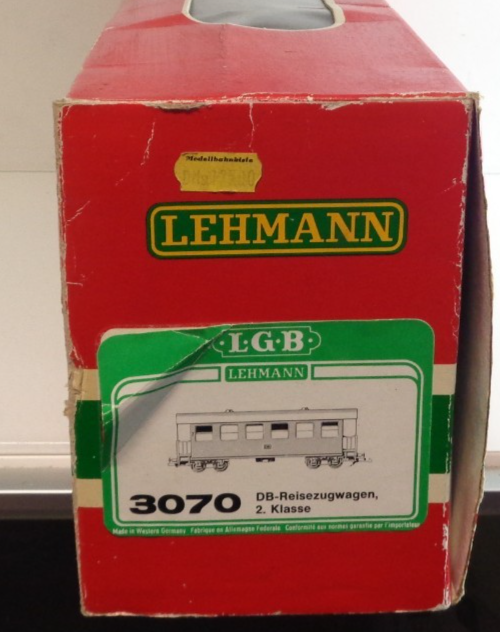 Modellbahnkiste
LEHMANN
L·G·B
LEHMANN
3070 DB-Reisezugwagen,
2. Klasse
Made in Western Germany Fabriqué en Allemagne Fédérale Conformité aux normes garantie par l'importateur